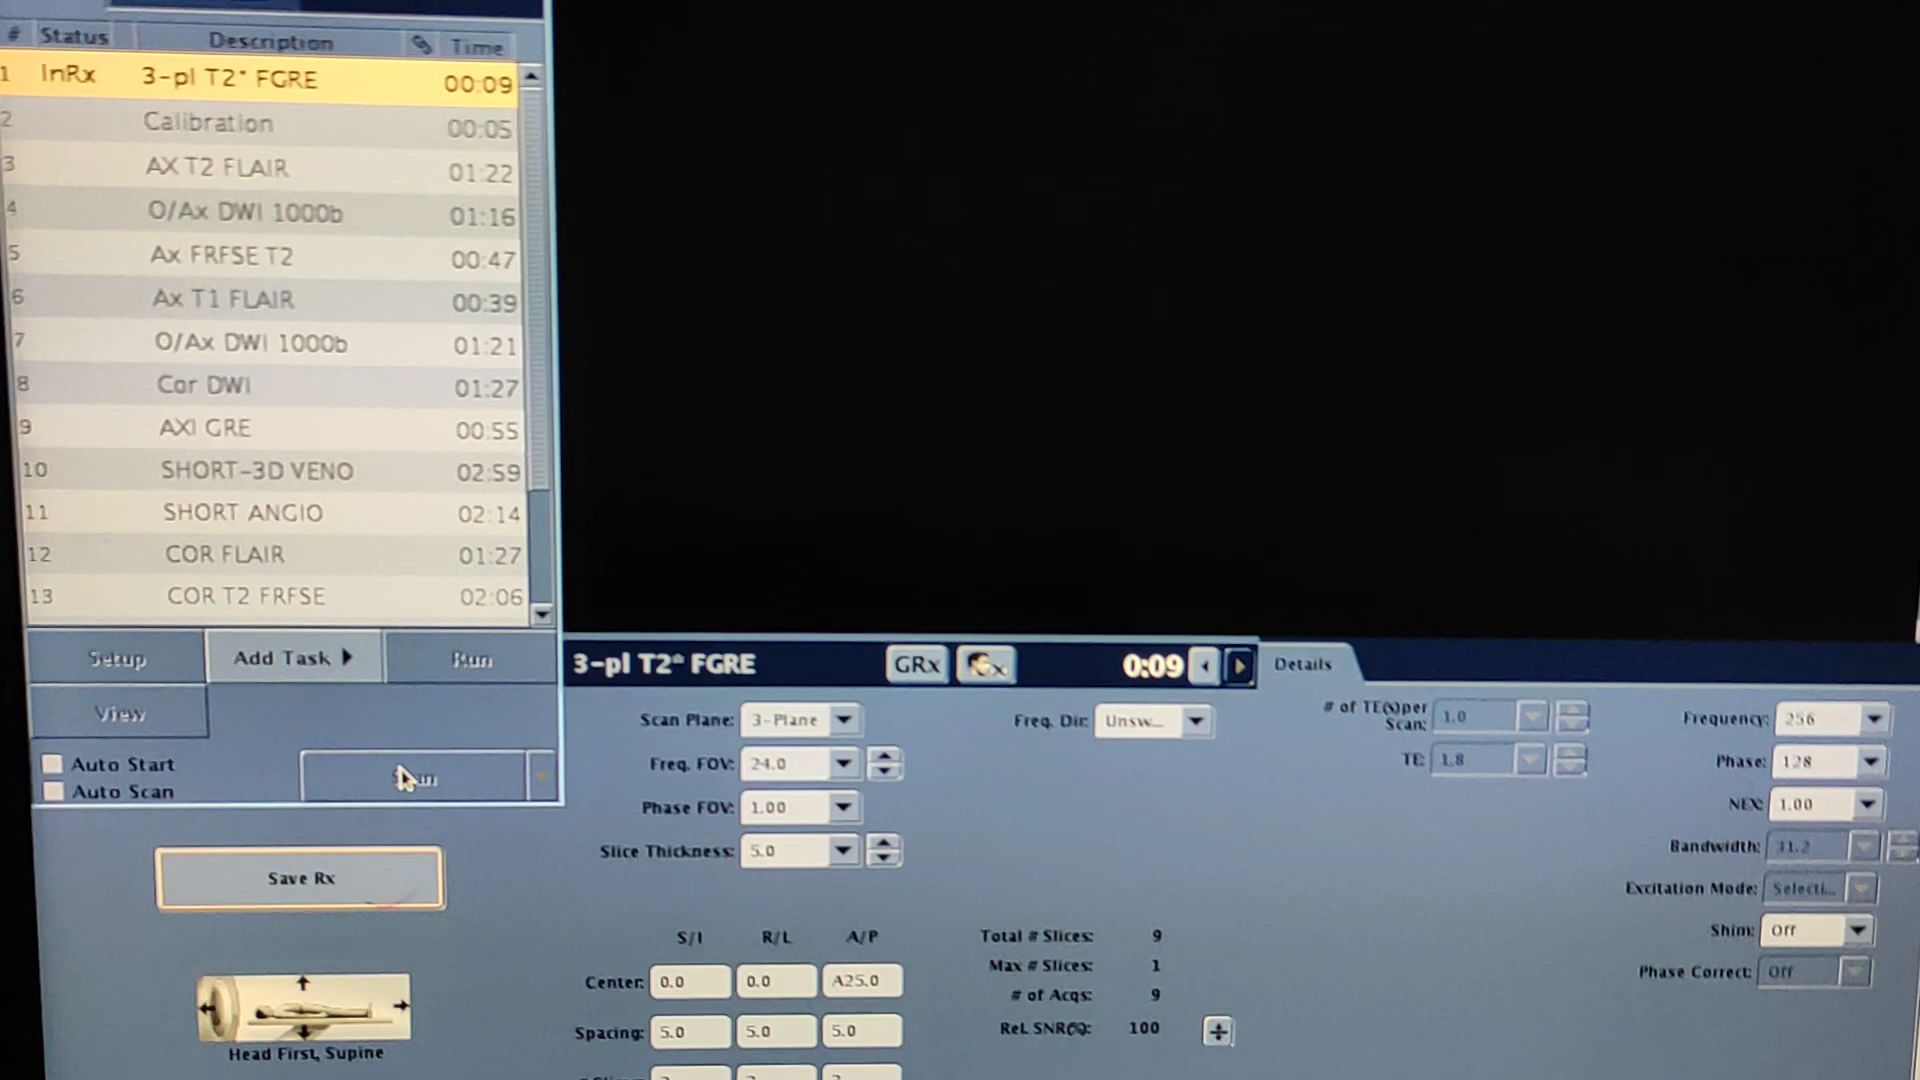 # Status Description Time
1 InRx 3-pl T2* FGRE 00:09
2 Calibration 00:05
3 AX T2 FLAIR 01:22
4 O/Ax DWI 1000b 01:16
5 Ax FRFSE T2 00:47
6 Ax T1 FLAIR 00:39
7 O/Ax DWI 1000b 01:21
8 Cor DWI 01:27
9 AXI GRE 00:55
10 SHORT-3D VENO 02:59
11 SHORT ANGIO 02:14
12 COR FLAIR 01:27
13 COR T2 FRFSE 02:06
Setup Add Task Run
View
Auto Start
Auto Scan
Save Rx
Head First, Supine
3-pl T2* FGRE GRx 0:09 Details
Scan Plane: 3-Plane Freq. Dir: Unsw...
Freq. FOV: 24.0
Phase FOV: 1.00
Slice Thickness: 5.0
# of TE(s) per Scan: 1.0
TE: 1.8
Frequency: 256
Phase: 128
NEX: 1.00
Bandwidth: 31.2
Excitation Mode: Selecti...
Shim: Off
Phase Correct: Off
S/I R/L A/P
Center: 0.0 0.0 A25.0
Spacing: 5.0 5.0 5.0
Total # Slices: 9
Max # Slices: 1
# of Acqs: 9
Rel. SNR(%): 100